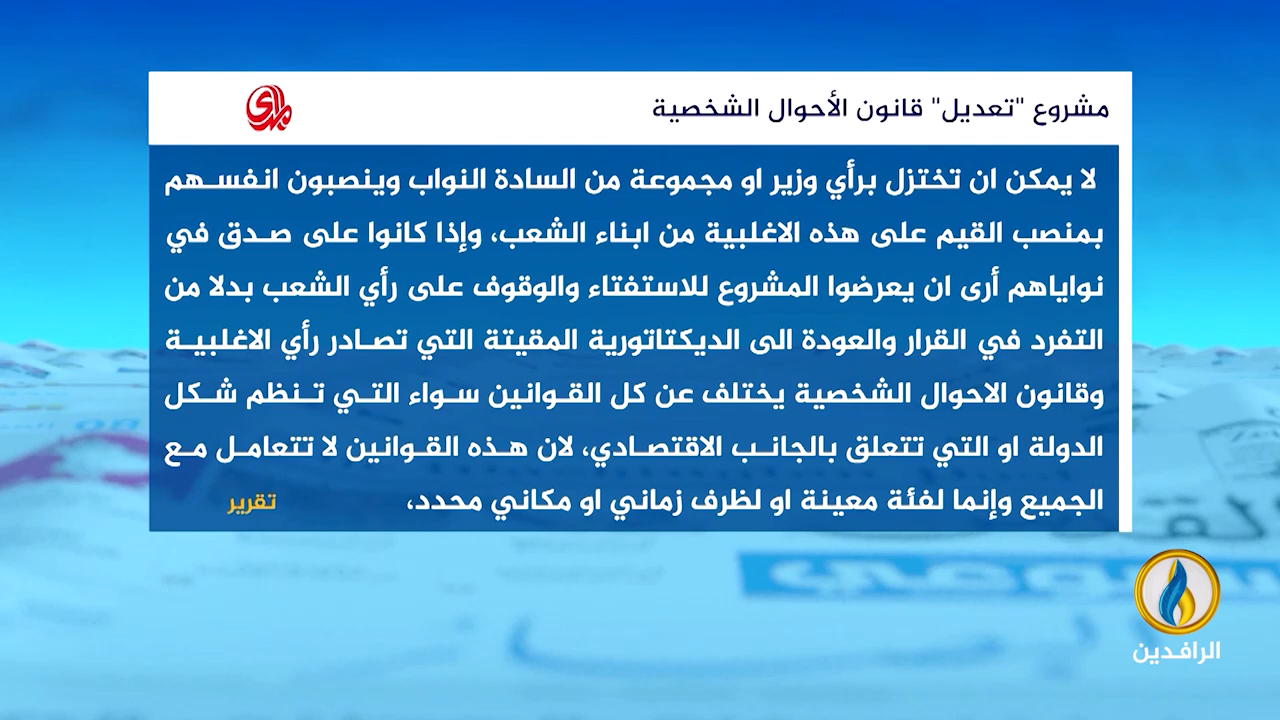 مشروع "تعديل" قانون الأحوال الشخصية
المدى
لا يمكن ان تختزل برأي وزير او مجموعة من السادة النواب وينصبون انفسهم
بمنصب القيم على هذه الاغلبية من ابناء الشعب، وإذا كانوا على صدق في
نواياهم أرى ان يعرضوا المشروع للاستفتاء والوقوف على رأي الشعب بدلا من
التفرد في القرار والعودة الى الديكتاتورية المقيتة التي تصادر رأي الاغلبية
وقانون الاحوال الشخصية يختلف عن كل القوانين سواء التي تنظم شكل
الدولة او التي تتعلق بالجانب الاقتصادي، لان هذه القوانين لا تتعامل مع
الجميع وإنما لفئة معينة او لظرف زماني او مكاني محدد،
تقرير
الرافدين